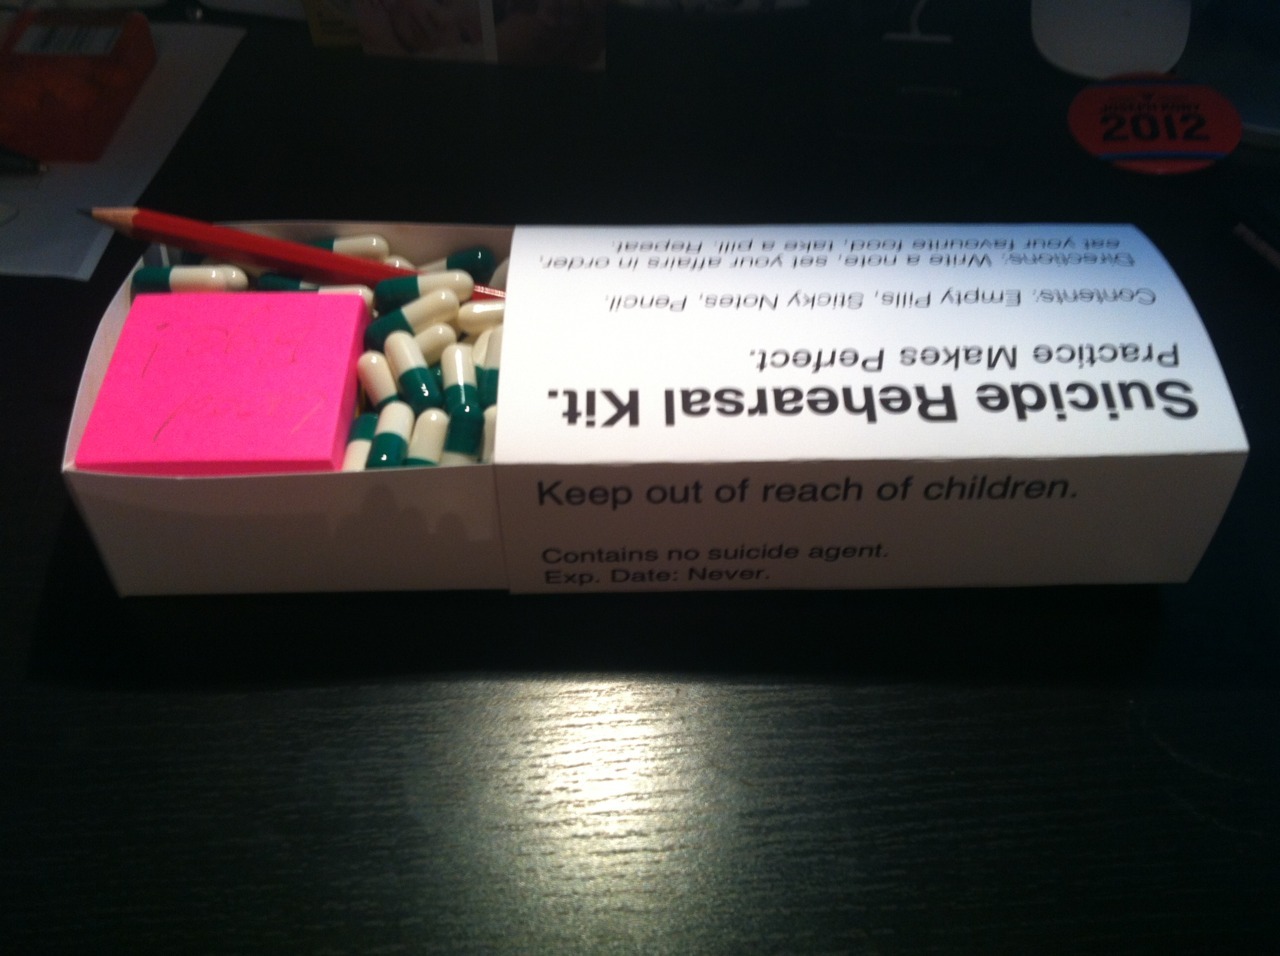 Suicide Rehearsal Kit.
Practice Makes Perfect.
Contents: Empty Pills, Sticky Notes, Pencil.
Directions: Write a note, set your affairs in order,
eat your favourite food, take a pill. Repeat.
Keep out of reach of children.
Contains no suicide agent.
Exp. Date: Never.
2012